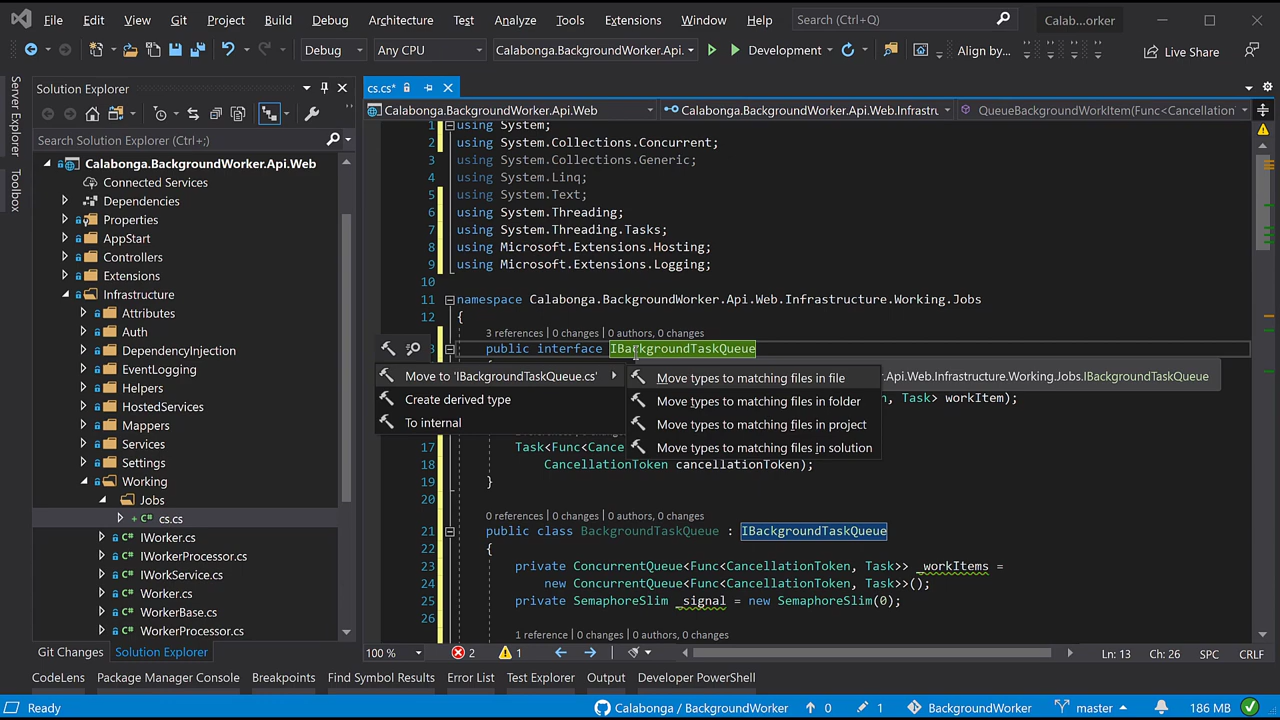 File Edit View Git Project Build Debug Architecture Test Analyze Tools Extensions Window Help Search (Ctrl+Q) Calab...orker
Debug Any CPU Calabonga.BackgroundWorker.Api. Development Align by... Live Share
Server Explorer
Toolbox
Solution Explorer
Search Solution Explorer (Ctrl+;)
Calabonga.BackgroundWorker.Api.Web
Connected Services
Dependencies
Properties
AppStart
Controllers
Extensions
Infrastructure
Attributes
Auth
DependencyInjection
EventLogging
Helpers
HostedServices
Mappers
Services
Settings
Working
Jobs
+ C# cs.cs
C# IWorker.cs
C# IWorkerProcessor.cs
C# IWorkService.cs
C# Worker.cs
C# WorkerBase.cs
C# WorkerProcessor.cs
Git Changes Solution Explorer
cs.cs*
Calabonga.BackgroundWorker.Api.Web Calabonga.BackgroundWorker.Api.Web.Infrastru QueueBackgroundWorkItem(Func<Cancellation
1 using System;
2 using System.Collections.Concurrent;
3 using System.Collections.Generic;
4 using System.Linq;
5 using System.Text;
6 using System.Threading;
7 using System.Threading.Tasks;
8 using Microsoft.Extensions.Hosting;
9 using Microsoft.Extensions.Logging;
10
11 namespace Calabonga.BackgroundWorker.Api.Web.Infrastructure.Working.Jobs
12 {
3 references | 0 changes | 0 authors, 0 changes
3 public interface IBackgroundTaskQueue
Move to 'IBackgroundTaskQueue.cs'
Create derived type
To internal
Move types to matching files in file
Move types to matching files in folder
Move types to matching files in project
Move types to matching files in solution
.Api.Web.Infrastructure.Working.Jobs.IBackgroundTaskQueue
, Task> workItem);
17 Task<Func<Cance
18 CancellationToken cancellationToken);
19 }
20
0 references | 0 changes | 0 authors, 0 changes
21 public class BackgroundTaskQueue : IBackgroundTaskQueue
22 {
23 private ConcurrentQueue<Func<CancellationToken, Task>> _workItems =
24 new ConcurrentQueue<Func<CancellationToken, Task>>();
25 private SemaphoreSlim _signal = new SemaphoreSlim(0);
26
1 reference | 0 changes | 0 authors, 0 changes
100 % 2 1 Ln: 13 Ch: 26 SPC CRLF
CodeLens Package Manager Console Breakpoints Find Symbol Results Error List Test Explorer Output Developer PowerShell
Ready Calabonga / BackgroundWorker 0 1 BackgroundWorker master 186 MB